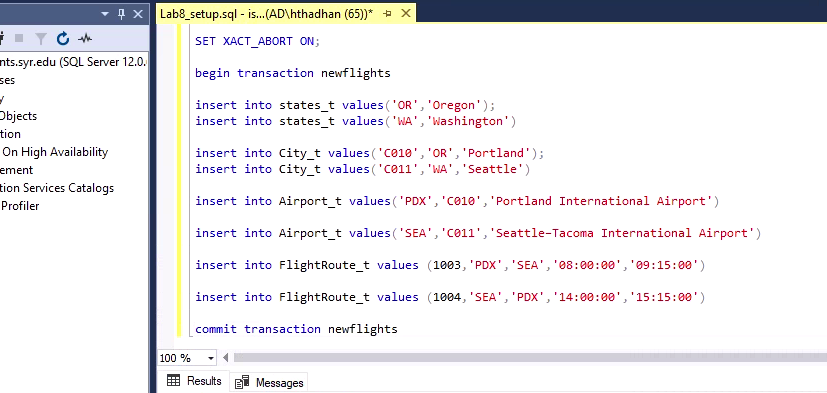 Lab8_setup.sql - is...(AD\hthadhan (65))*
nts.syr.edu (SQL Server 12.0.
ses
y
Objects
tion
On High Availability
ement
tion Services Catalogs
Profiler
SET XACT_ABORT ON;
begin transaction newflights
insert into states_t values('OR','Oregon');
insert into states_t values('WA','Washington')
insert into City_t values('C010','OR','Portland');
insert into City_t values('C011','WA','Seattle')
insert into Airport_t values('PDX','C010','Portland International Airport')
insert into Airport_t values('SEA','C011','Seattle-Tacoma International Airport')
insert into FlightRoute_t values (1003,'PDX','SEA','08:00:00','09:15:00')
insert into FlightRoute_t values (1004,'SEA','PDX','14:00:00','15:15:00')
commit transaction newflights
100 %
Results
Messages